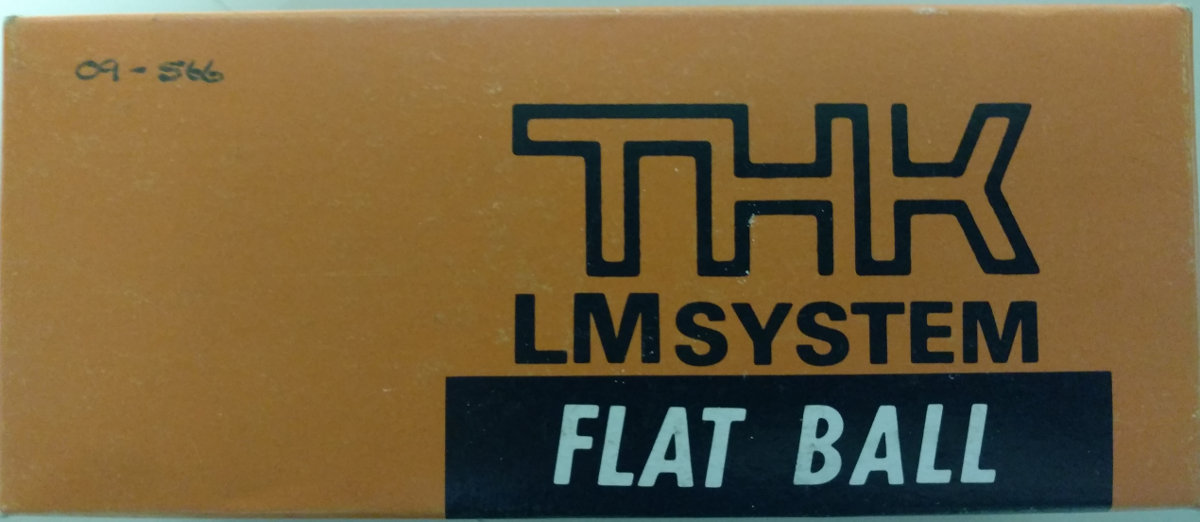 09-566
THK
LM SYSTEM
FLAT BALL